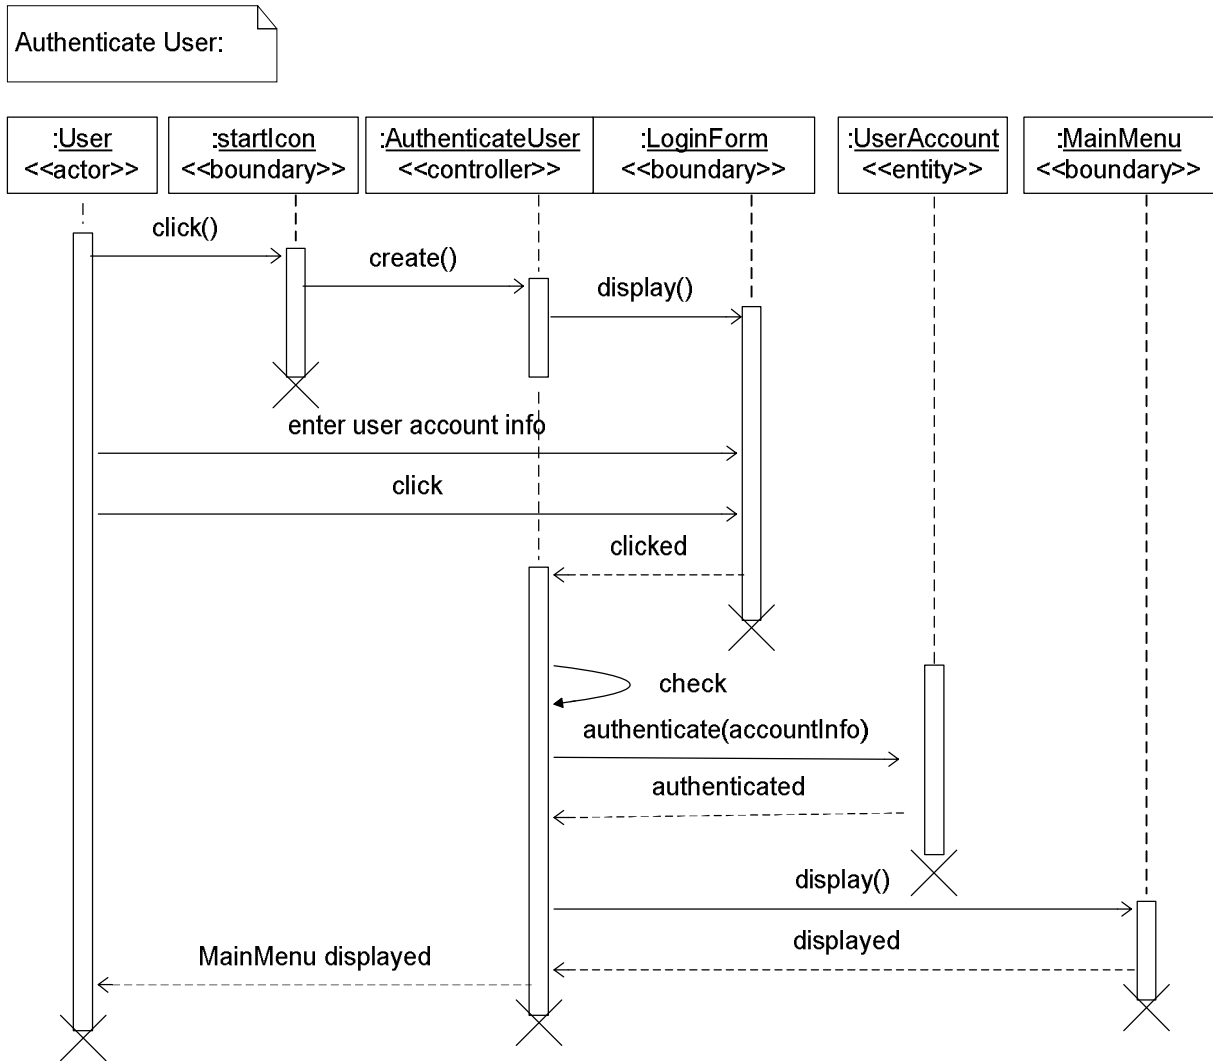 Authenticate User:
:User
<<actor>>
:startIcon
<<boundary>>
:AuthenticateUser
<<controller>>
:LoginForm
<<boundary>>
:UserAccount
<<entity>>
:MainMenu
<<boundary>>
click()
create()
display()
enter user account info
click
clicked
check
authenticate(accountInfo)
authenticated
display()
displayed
MainMenu displayed